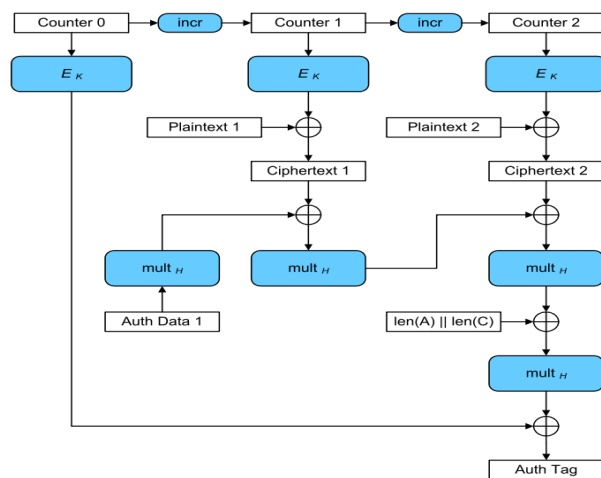 Counter 0
incr
Counter 1
incr
Counter 2
E K
E K
E K
Plaintext 1
Plaintext 2
Ciphertext 1
Ciphertext 2
mult H
mult H
mult H
Auth Data 1
len(A) || len(C)
mult H
Auth Tag